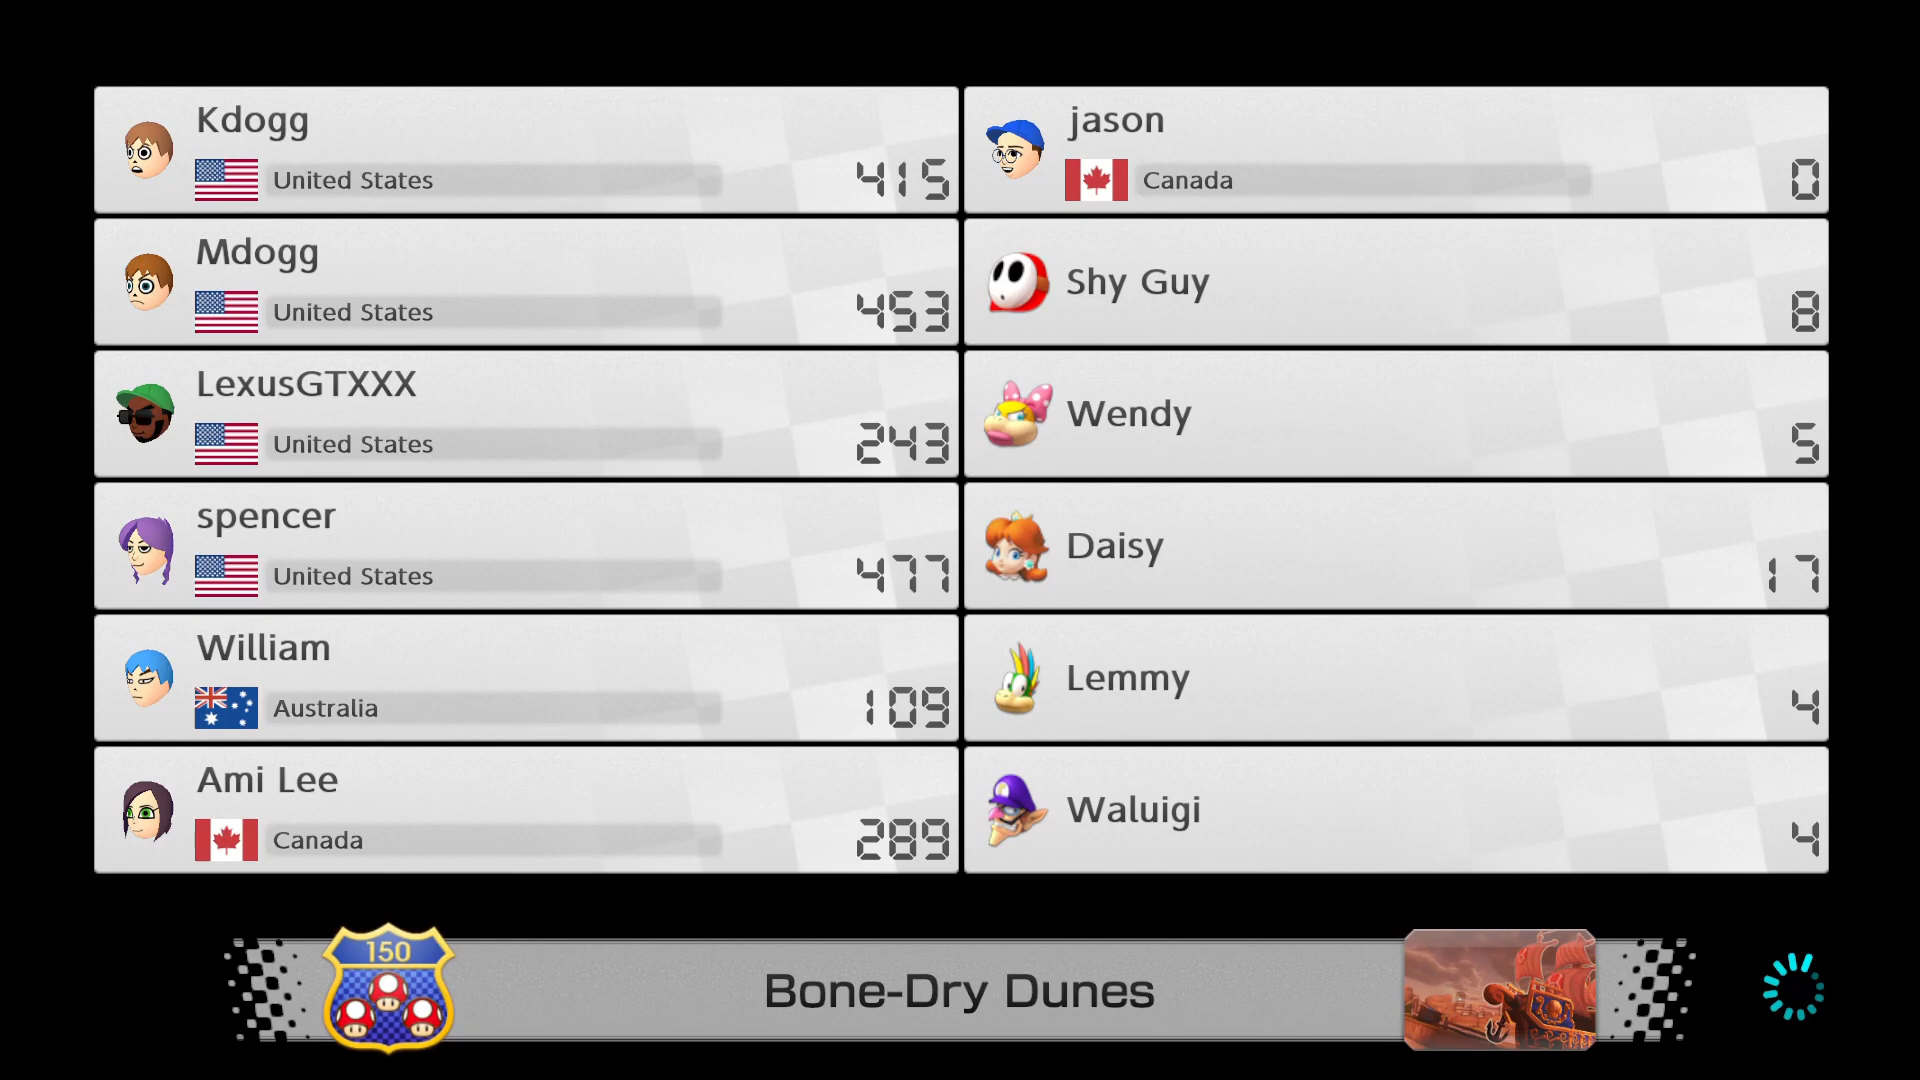 Kdogg
United States
415
Mdogg
United States
453
LexusGTXXX
United States
243
spencer
United States
477
William
Australia
109
Ami Lee
Canada
289
jason
Canada
0
Shy Guy
8
Wendy
5
Daisy
17
Lemmy
4
Waluigi
4
150
Bone-Dry Dunes